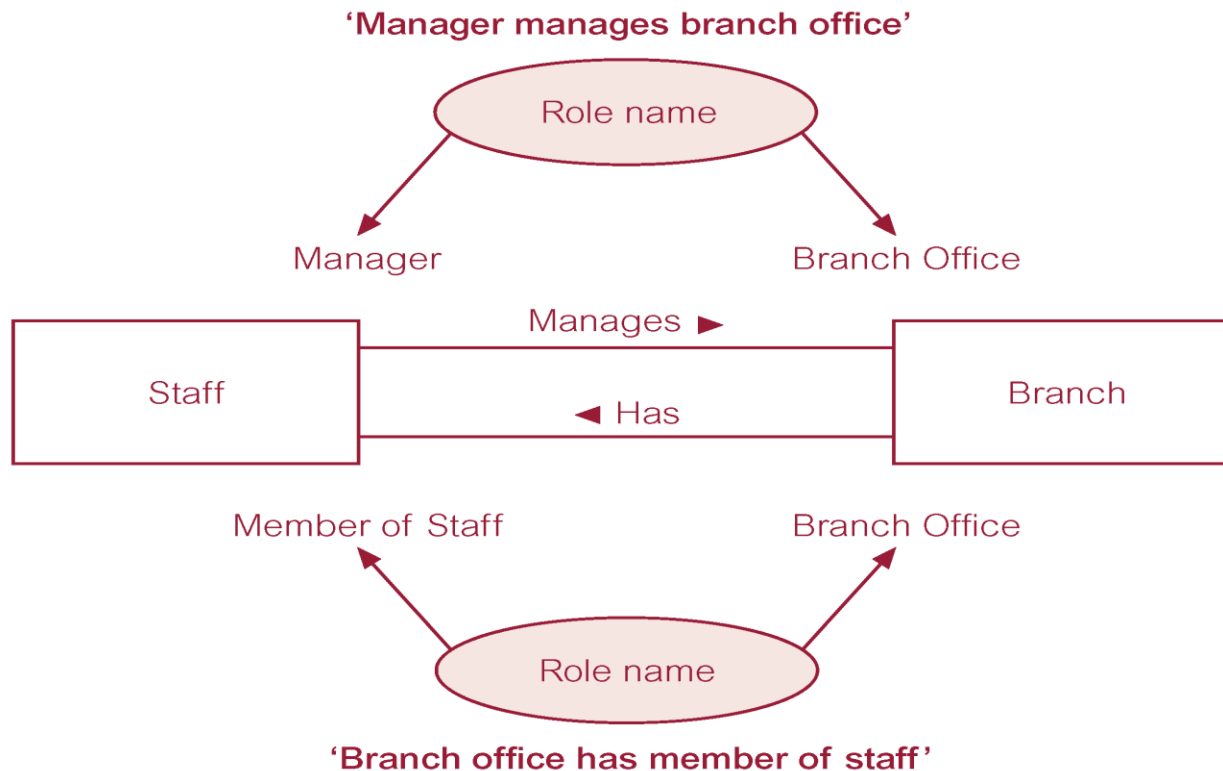 ‘Manager manages branch office’
Role name
Manager
Branch Office
Manages ►
Staff
Branch
◄ Has
Member of Staff
Branch Office
Role name
‘Branch office has member of staff’